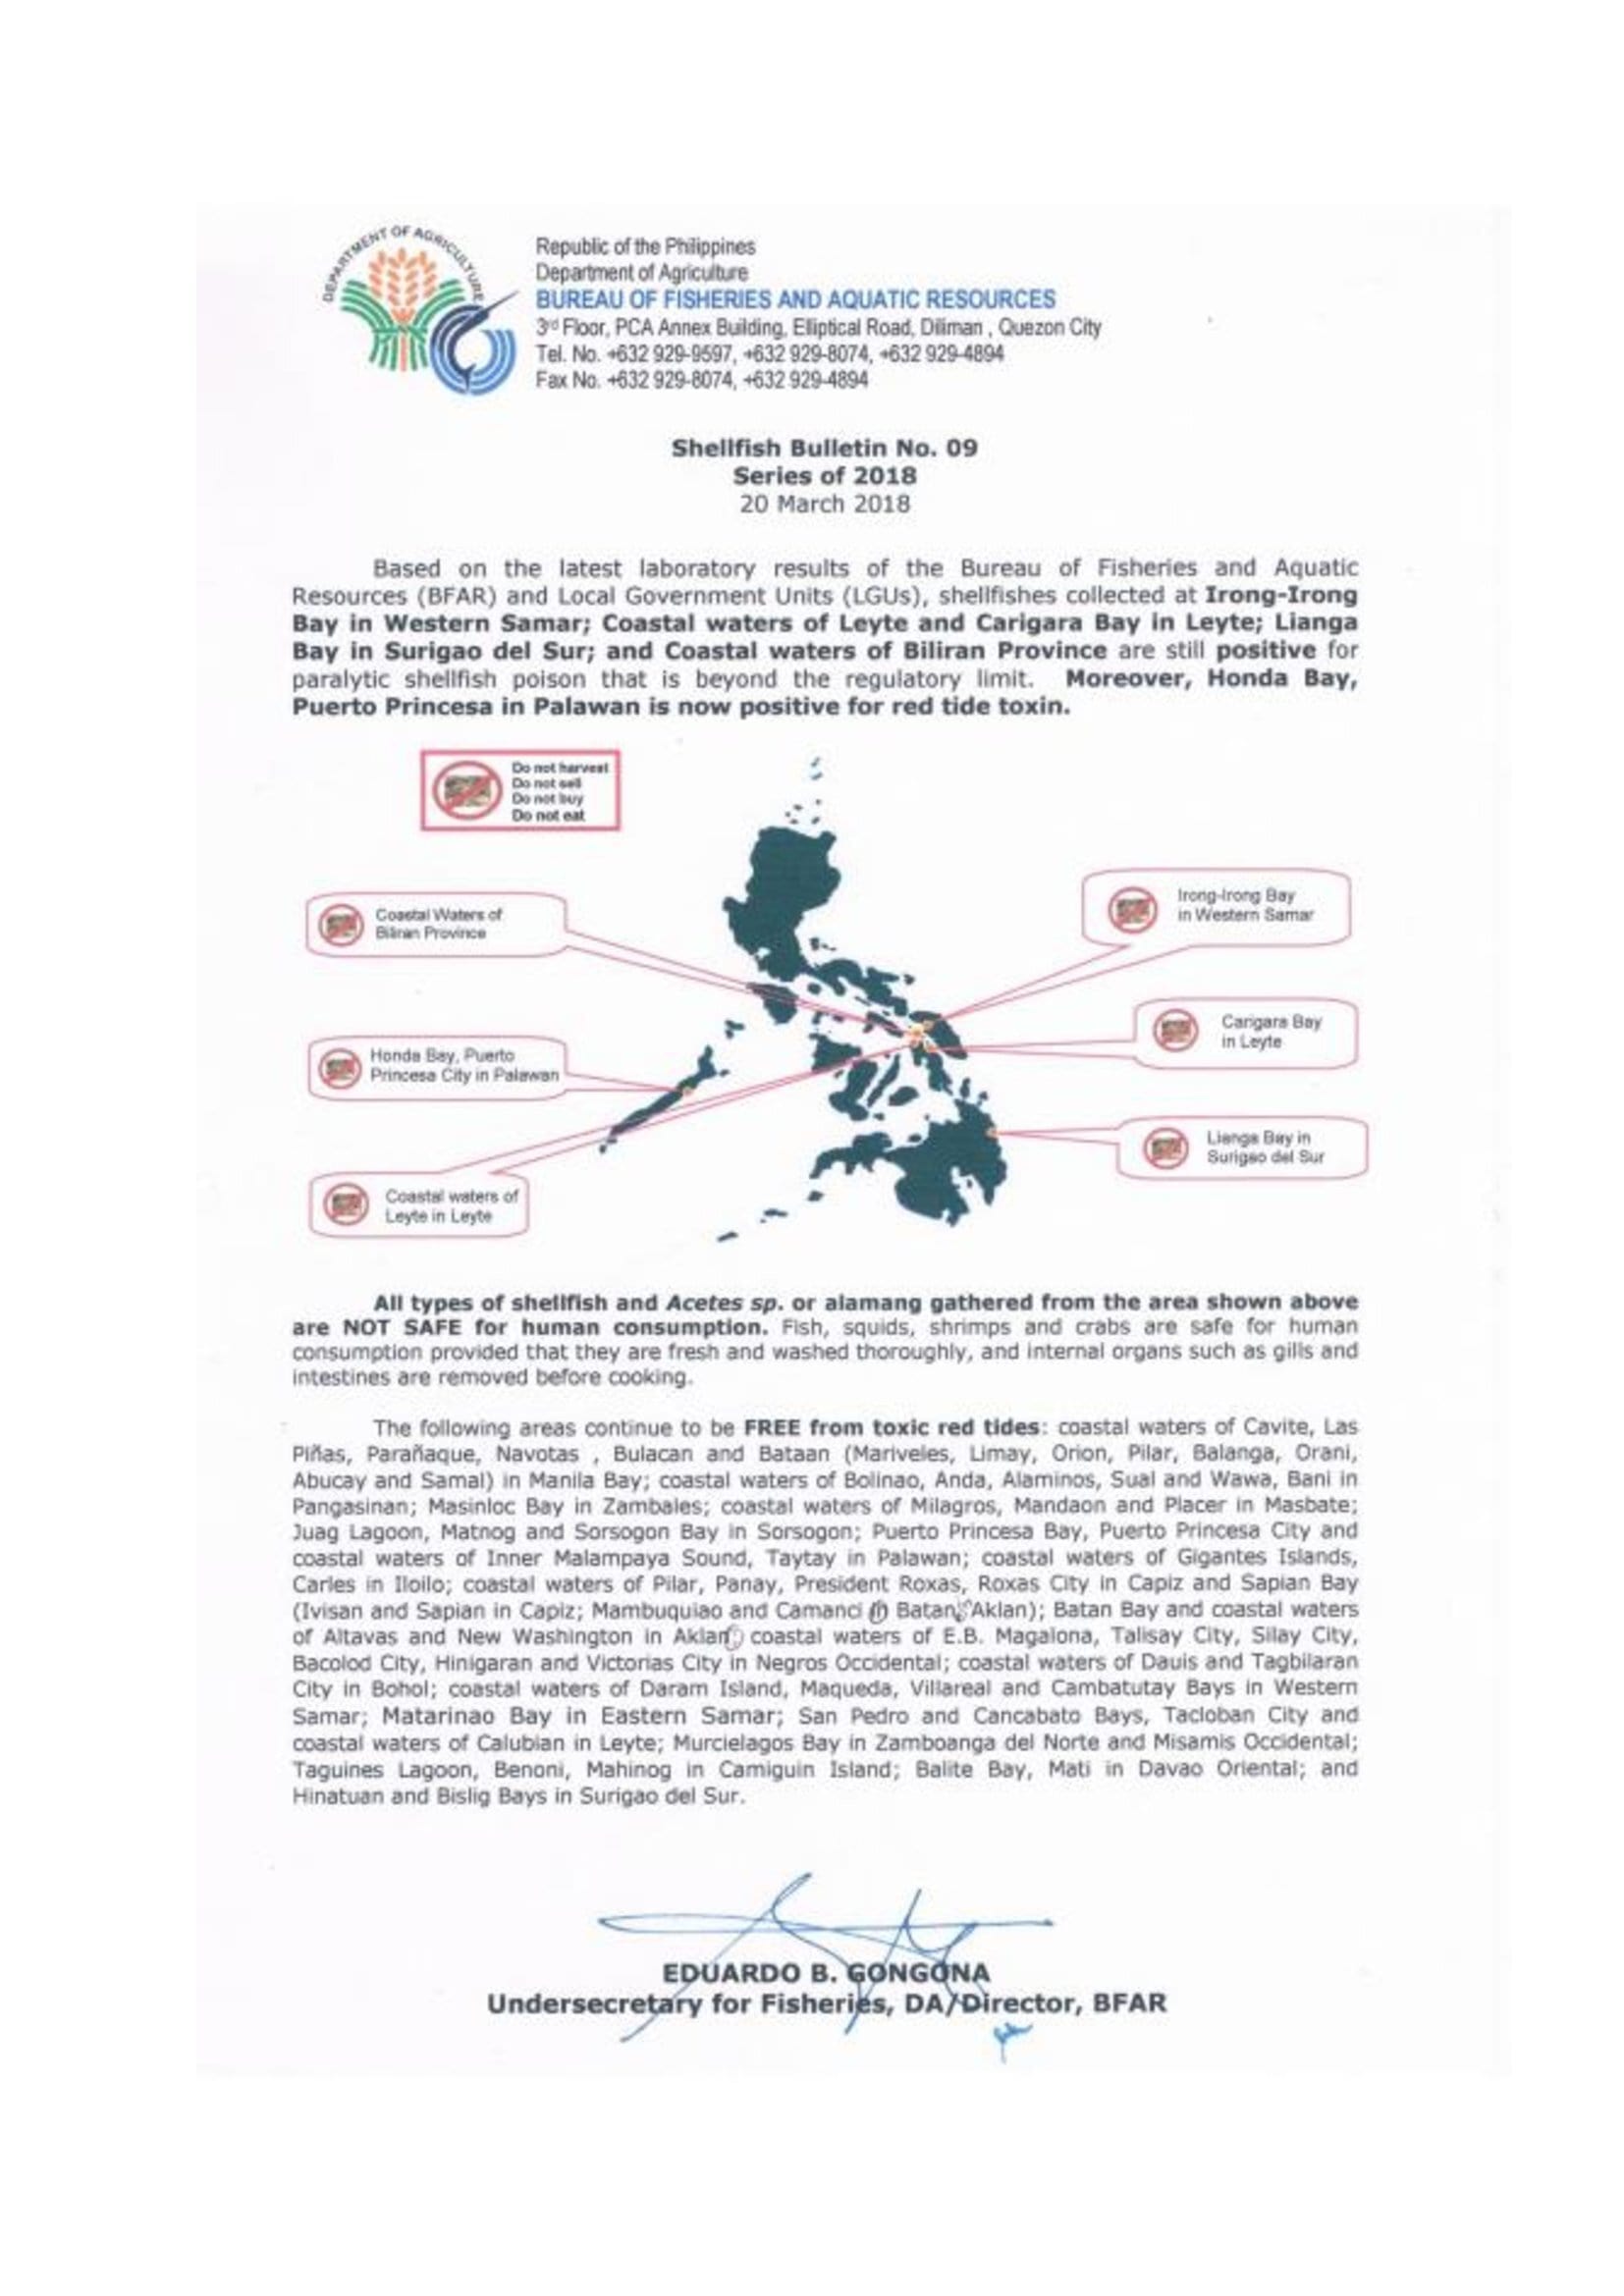 DEPARTMENT OF AGRICULTURE
Republic of the Philippines
Department of Agriculture
BUREAU OF FISHERIES AND AQUATIC RESOURCES
3rd Floor, PCA Annex Building, Elliptical Road, Diliman , Quezon City
Tel. No. +632 929-9597, +632 929-8074, +632 929-4894
Fax No. +632 929-8074, +632 929-4894
Shellfish Bulletin No. 09
Series of 2018
20 March 2018
Based on the latest laboratory results of the Bureau of Fisheries and Aquatic
Resources (BFAR) and Local Government Units (LGUs), shellfishes collected at Irong-Irong
Bay in Western Samar; Coastal waters of Leyte and Carigara Bay in Leyte; Lianga
Bay in Surigao del Sur; and Coastal waters of Biliran Province are still positive for
paralytic shellfish poison that is beyond the regulatory limit. Moreover, Honda Bay,
Puerto Princesa in Palawan is now positive for red tide toxin.
Do not harvest
Do not sell
Do not buy
Do not eat
Coastal Waters of
Biliran Province
Irong-Irong Bay
in Western Samar
Carigara Bay
in Leyte
Honda Bay, Puerto
Princesa City in Palawan
Lianga Bay in
Surigao del Sur
Coastal waters of
Leyte in Leyte
All types of shellfish and Acetes sp. or alamang gathered from the area shown above
are NOT SAFE for human consumption. Fish, squids, shrimps and crabs are safe for human
consumption provided that they are fresh and washed thoroughly, and internal organs such as gills and
intestines are removed before cooking.
The following areas continue to be FREE from toxic red tides: coastal waters of Cavite, Las
Piñas, Parañaque, Navotas , Bulacan and Bataan (Mariveles, Limay, Orion, Pilar, Balanga, Orani,
Abucay and Samal) in Manila Bay; coastal waters of Bolinao, Anda, Alaminos, Sual and Wawa, Bani in
Pangasinan; Masinloc Bay in Zambales; coastal waters of Milagros, Mandaon and Placer in Masbate;
Juag Lagoon, Matnog and Sorsogon Bay in Sorsogon; Puerto Princesa Bay, Puerto Princesa City and
coastal waters of Inner Malampaya Sound, Taytay in Palawan; coastal waters of Gigantes Islands,
Carles in Iloilo; coastal waters of Pilar, Panay, President Roxas, Roxas City in Capiz and Sapian Bay
(Ivisan and Sapian in Capiz; Mambuquiao and Camanci in Batan, Aklan); Batan Bay and coastal waters
of Altavas and New Washington in Aklan; coastal waters of E.B. Magalona, Talisay City, Silay City,
Bacolod City, Hinigaran and Victorias City in Negros Occidental; coastal waters of Dauis and Tagbilaran
City in Bohol; coastal waters of Daram Island, Maqueda, Villareal and Cambatutay Bays in Western
Samar; Matarinao Bay in Eastern Samar; San Pedro and Cancabato Bays, Tacloban City and
coastal waters of Calubian in Leyte; Murcielagos Bay in Zamboanga del Norte and Misamis Occidental;
Taguines Lagoon, Benoni, Mahinog in Camiguin Island; Balite Bay, Mati in Davao Oriental; and
Hinatuan and Bislig Bays in Surigao del Sur.
EDUARDO B. GONGONA
Undersecretary for Fisheries, DA/Director, BFAR